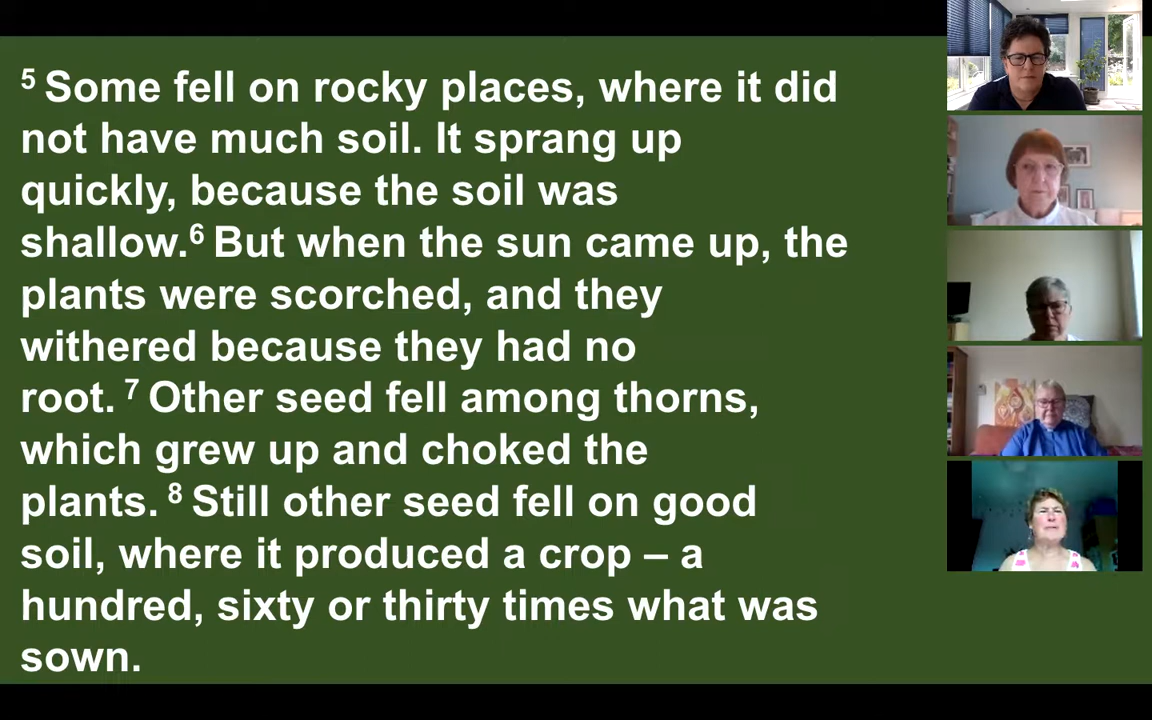 5 Some fell on rocky places, where it did
not have much soil. It sprang up
quickly, because the soil was
shallow.6 But when the sun came up, the
plants were scorched, and they
withered because they had no
root. 7 Other seed fell among thorns,
which grew up and choked the
plants. 8 Still other seed fell on good
soil, where it produced a crop – a
hundred, sixty or thirty times what was
sown.